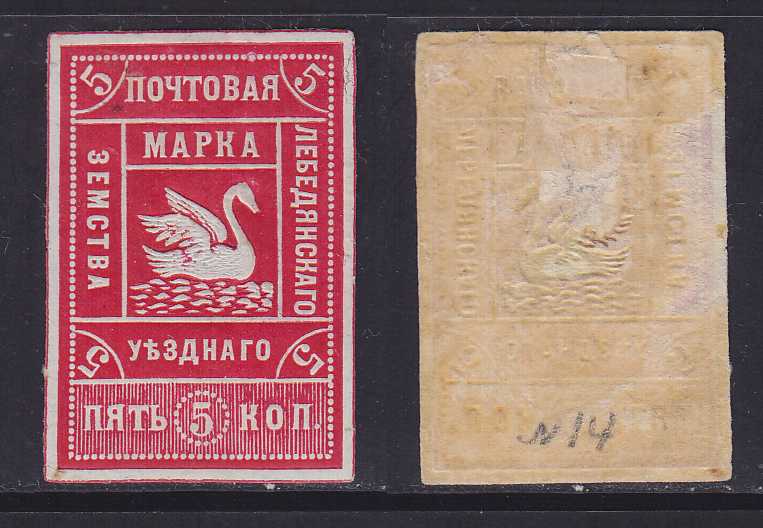 5 ПОЧТОВАЯ 5
МАРКА
ЗЕМСТВА
ЛЕБЕДЯНСКАГО
5 УѢЗДНАГО 5
ПЯТЬ 5 КОП.
№14